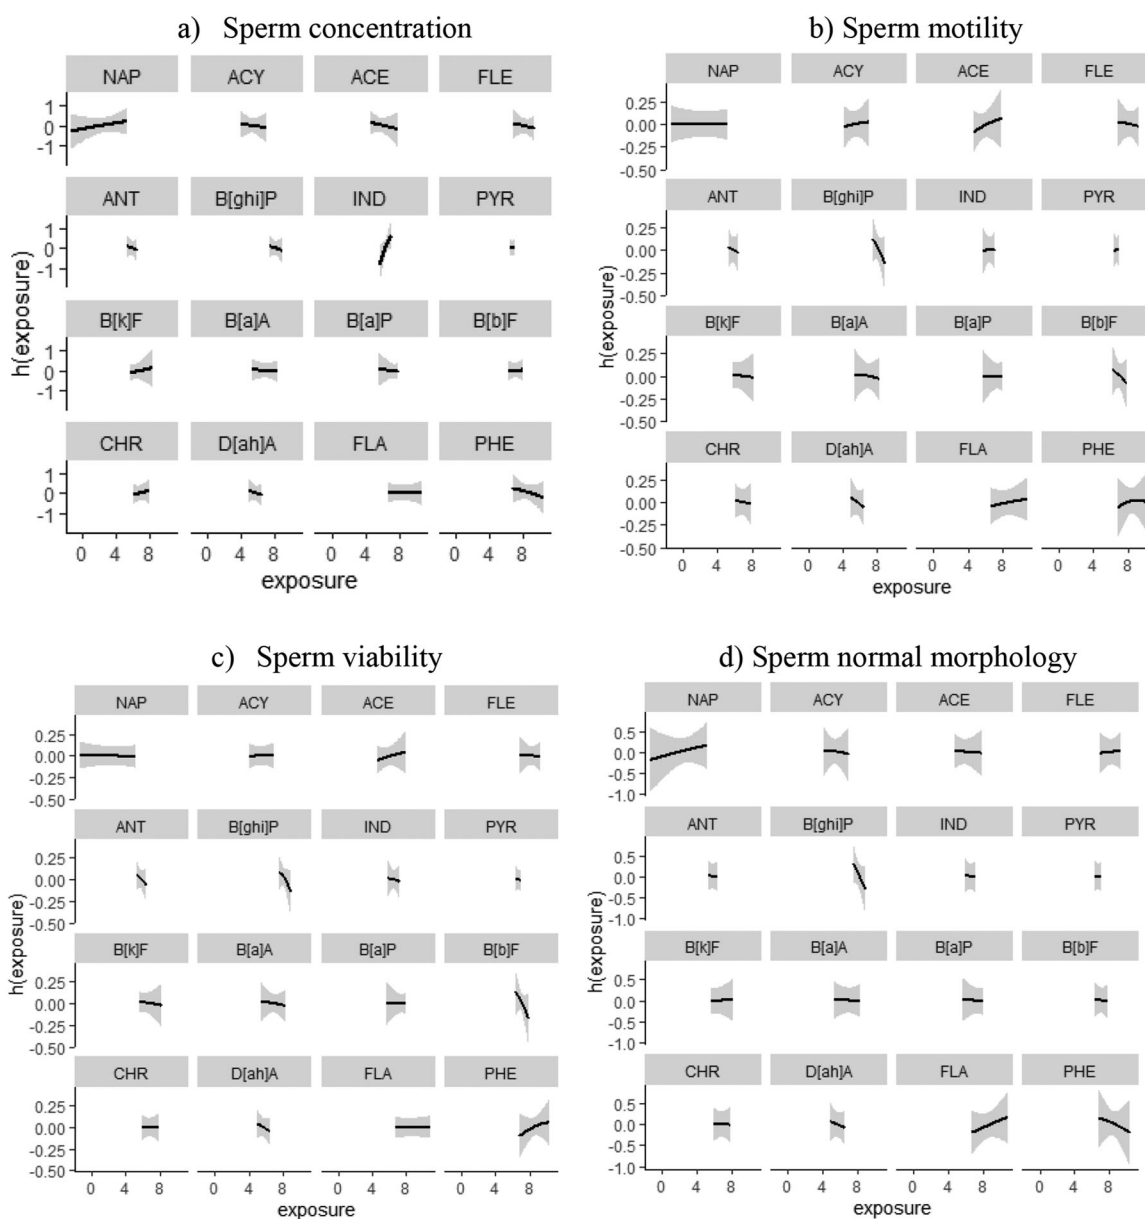 a) Sperm concentration
NAP ACY ACE FLE
1
0
-1
ANT B[ghi]P IND PYR
1
0
-1
B[k]F B[a]A B[a]P B[b]F
1
0
-1
CHR D[ah]A FLA PHE
1
0
-1
0 4 8 0 4 8 0 4 8 0 4 8
exposure
h(exposure)
b) Sperm motility
NAP ACY ACE FLE
0.25
0.00
-0.25
-0.50
ANT B[ghi]P IND PYR
0.25
0.00
-0.25
-0.50
B[k]F B[a]A B[a]P B[b]F
0.25
0.00
-0.25
-0.50
CHR D[ah]A FLA PHE
0.25
0.00
-0.25
-0.50
0 4 8 0 4 8 0 4 8 0 4 8
exposure
h(exposure)
c) Sperm viability
NAP ACY ACE FLE
0.25
0.00
-0.25
-0.50
ANT B[ghi]P IND PYR
0.25
0.00
-0.25
-0.50
B[k]F B[a]A B[a]P B[b]F
0.25
0.00
-0.25
-0.50
CHR D[ah]A FLA PHE
0.25
0.00
-0.25
-0.50
0 4 8 0 4 8 0 4 8 0 4 8
exposure
h(exposure)
d) Sperm normal morphology
NAP ACY ACE FLE
0.5
0.0
-0.5
-1.0
ANT B[ghi]P IND PYR
0.5
0.0
-0.5
-1.0
B[k]F B[a]A B[a]P B[b]F
0.5
0.0
-0.5
-1.0
CHR D[ah]A FLA PHE
0.5
0.0
-0.5
-1.0
0 4 8 0 4 8 0 4 8 0 4 8
exposure
h(exposure)